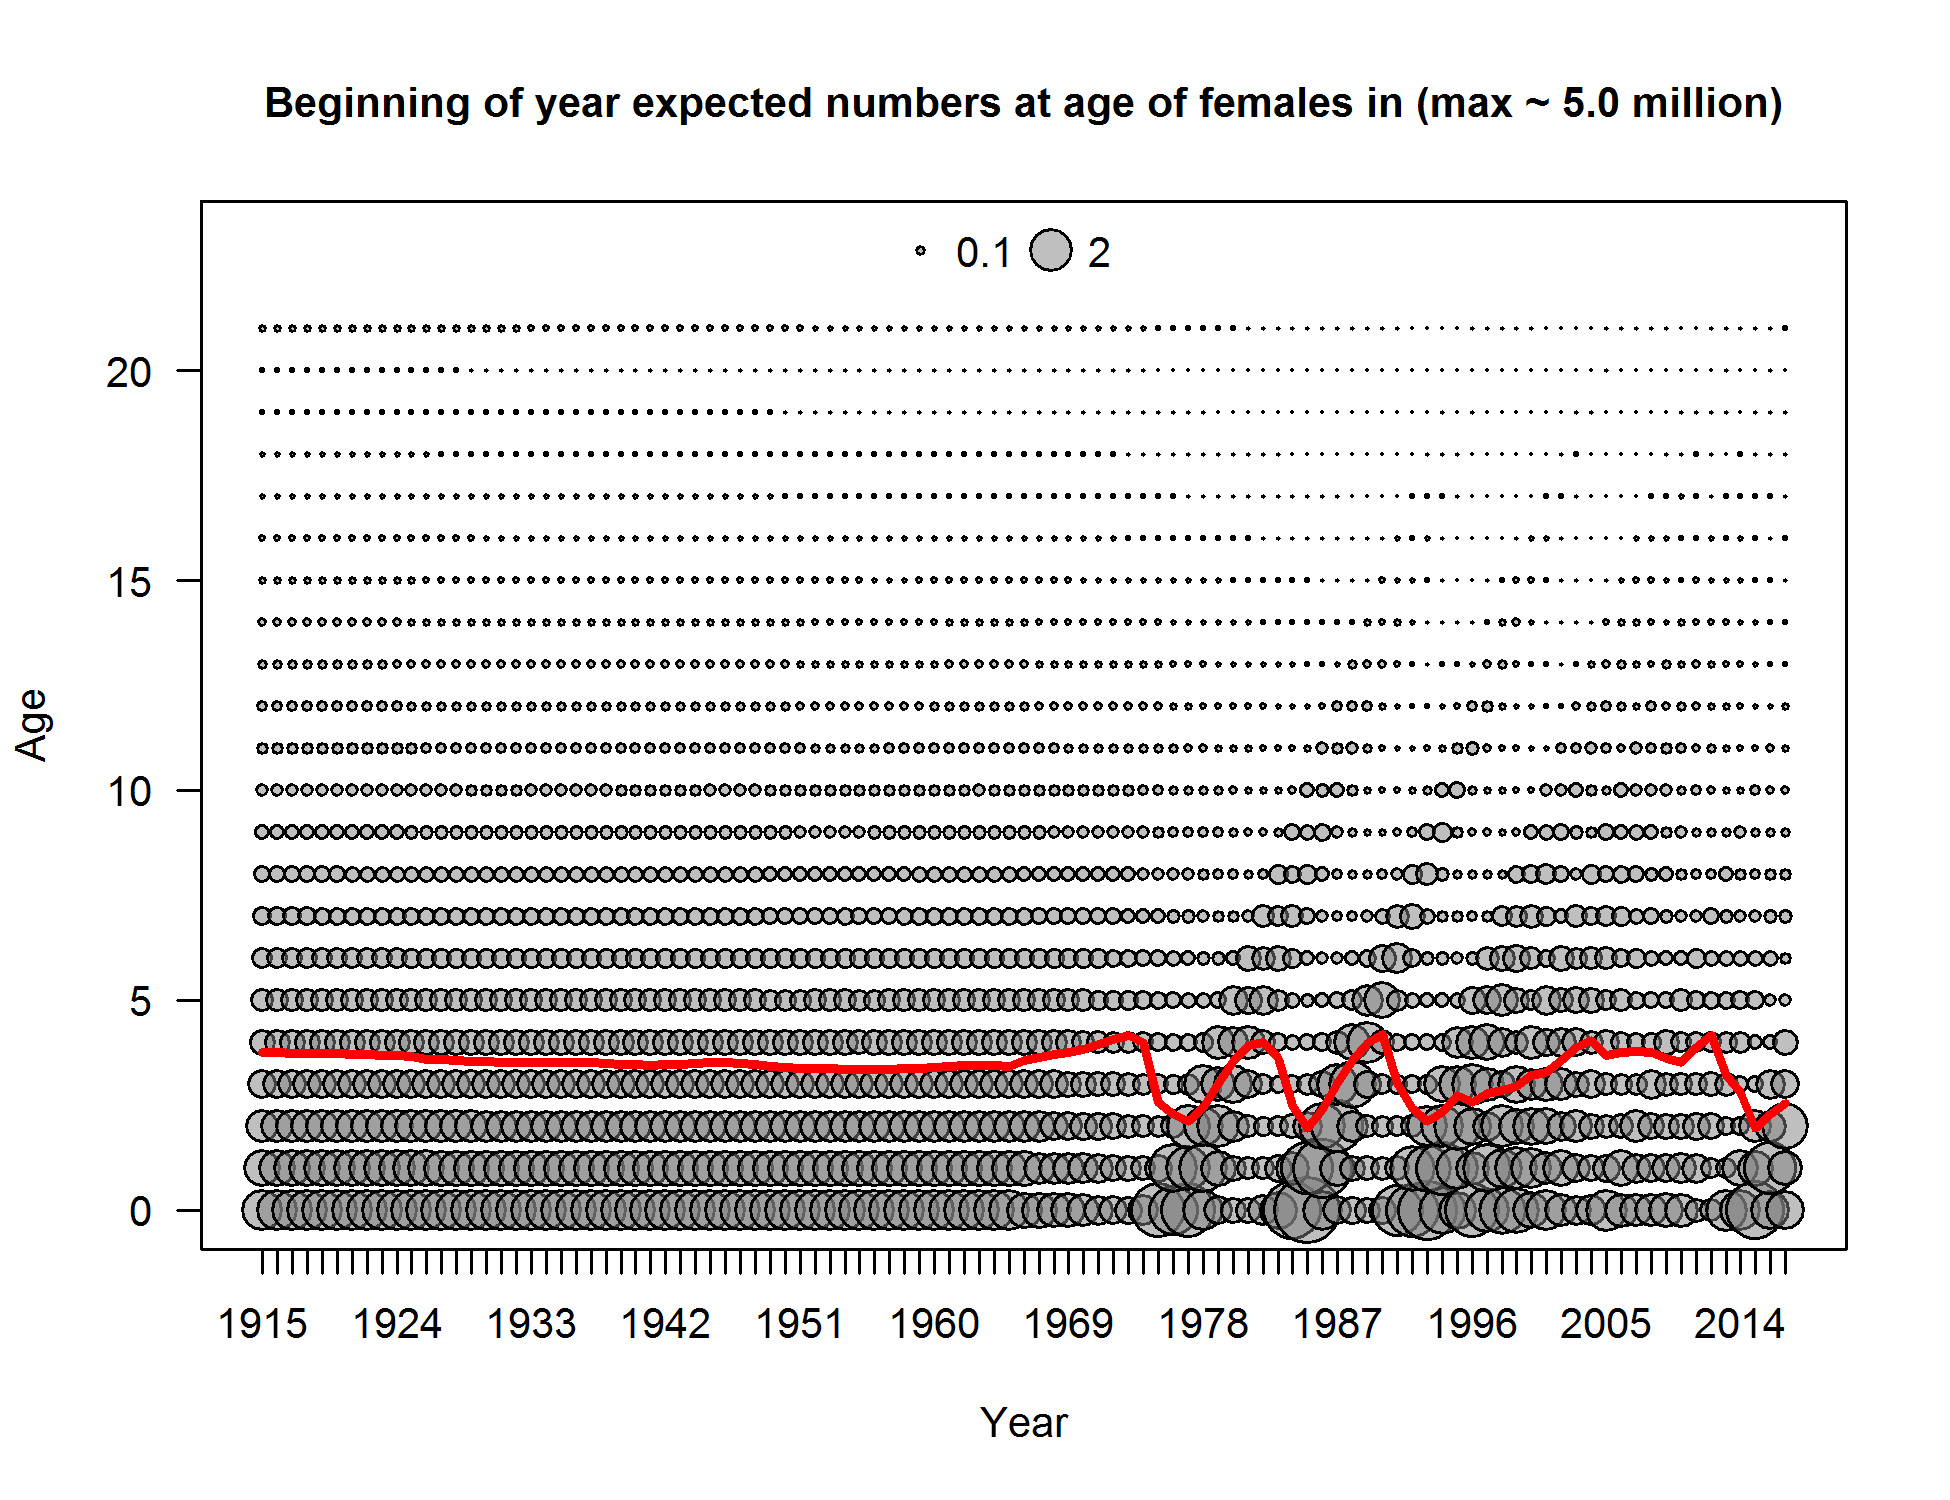 Beginning of year expected numbers at age of females in (max ~ 5.0 million)
0.1 2
20
15
10
5
0
Age
1915 1924 1933 1942 1951 1960 1969 1978 1987 1996 2005 2014
Year